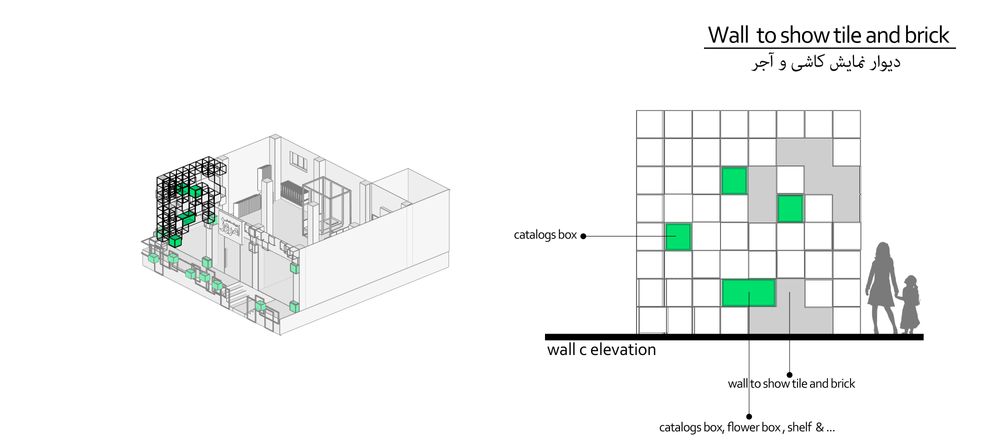 Wall to show tile and brick
دیوار نمایش کاشی و آجر
catalogs box
wall c elevation
wall to show tile and brick
catalogs box, flower box , shelf & ...